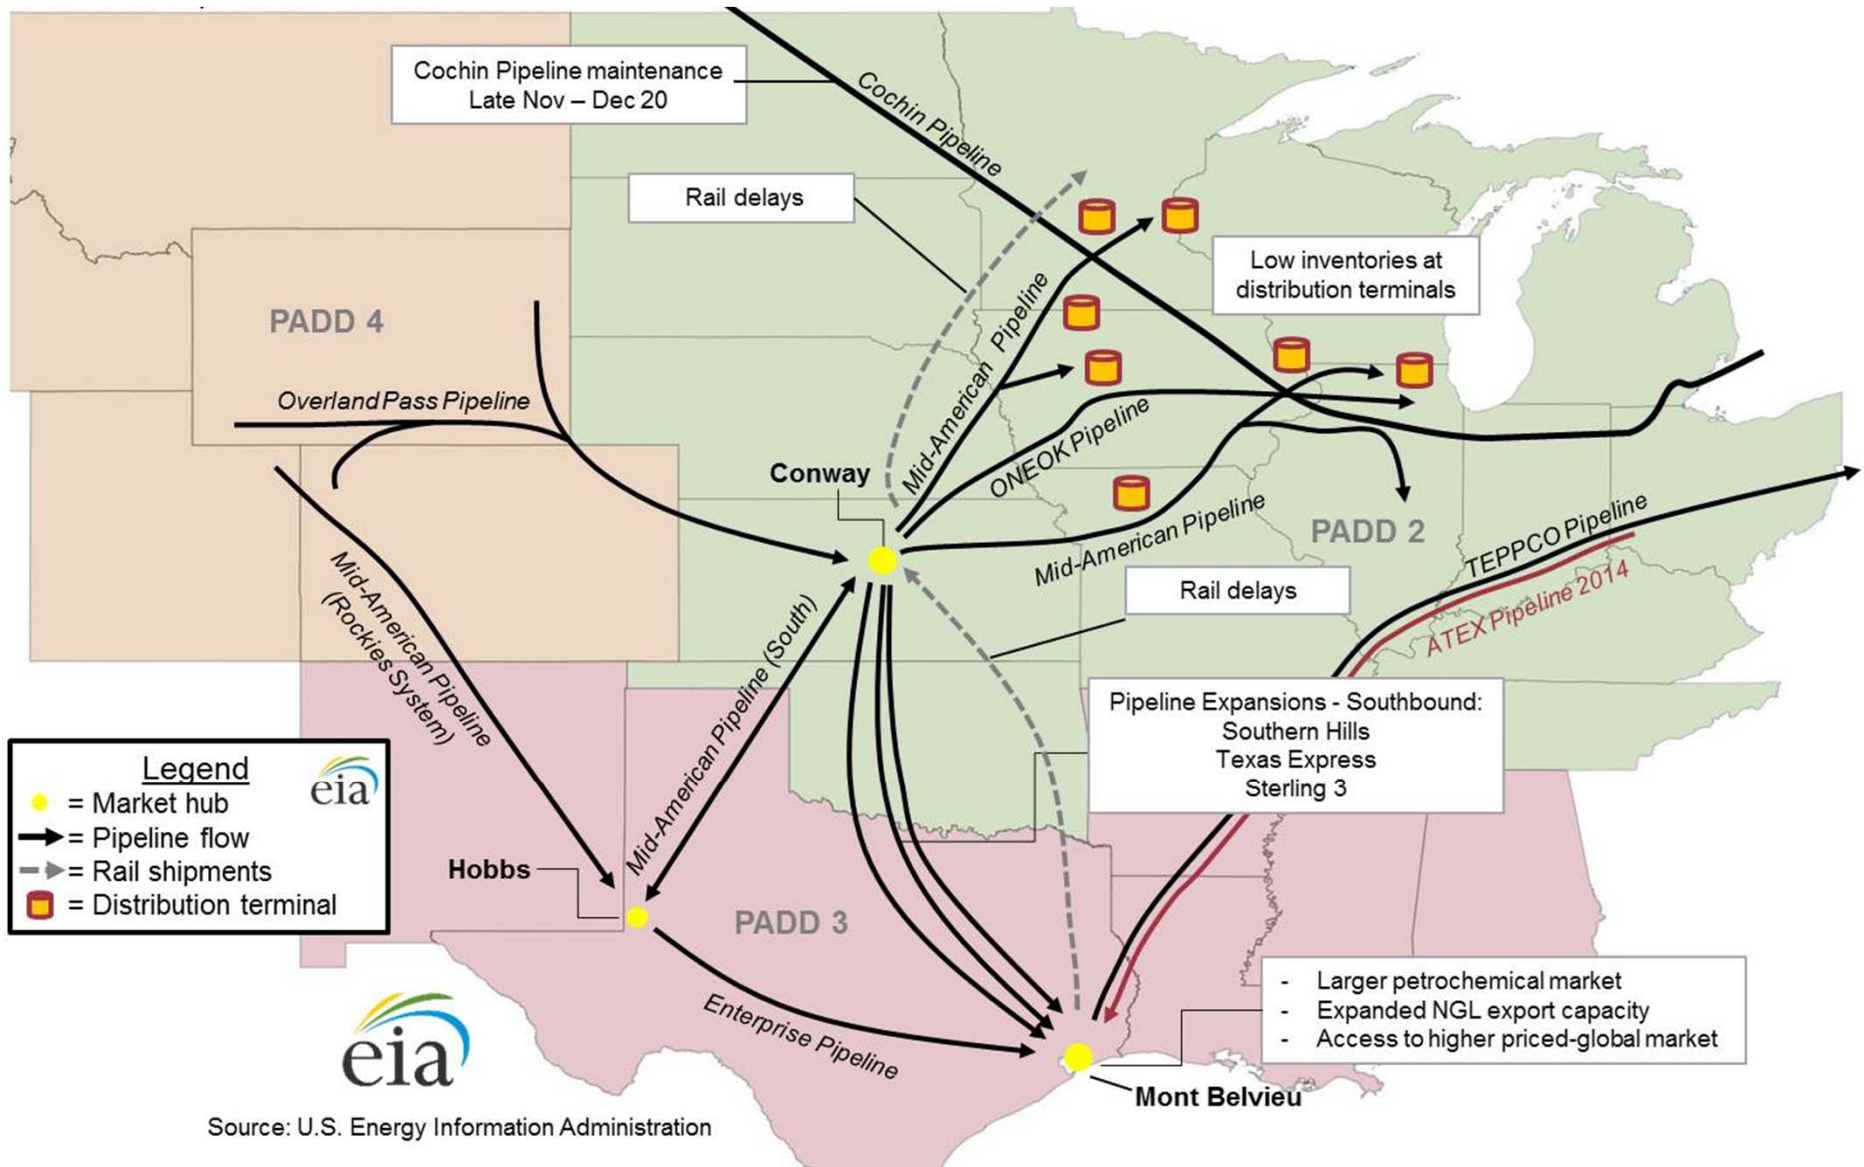 Cochin Pipeline maintenance
Late Nov – Dec 20
Cochin Pipeline
Rail delays
Low inventories at
distribution terminals
PADD 4
Overland Pass Pipeline
Mid-American Pipeline
ONEOK Pipeline
Conway
Mid-American Pipeline
PADD 2
TEPPCO Pipeline
ATEX Pipeline 2014
Rail delays
Mid-American Pipeline
(Rockies System)
Mid-American Pipeline (South)
Pipeline Expansions - Southbound:
Southern Hills
Texas Express
Sterling 3
Legend
eia
= Market hub
= Pipeline flow
= Rail shipments
= Distribution terminal
Hobbs
PADD 3
Enterprise Pipeline
- Larger petrochemical market
- Expanded NGL export capacity
- Access to higher priced-global market
Mont Belvieu
eia
Source: U.S. Energy Information Administration